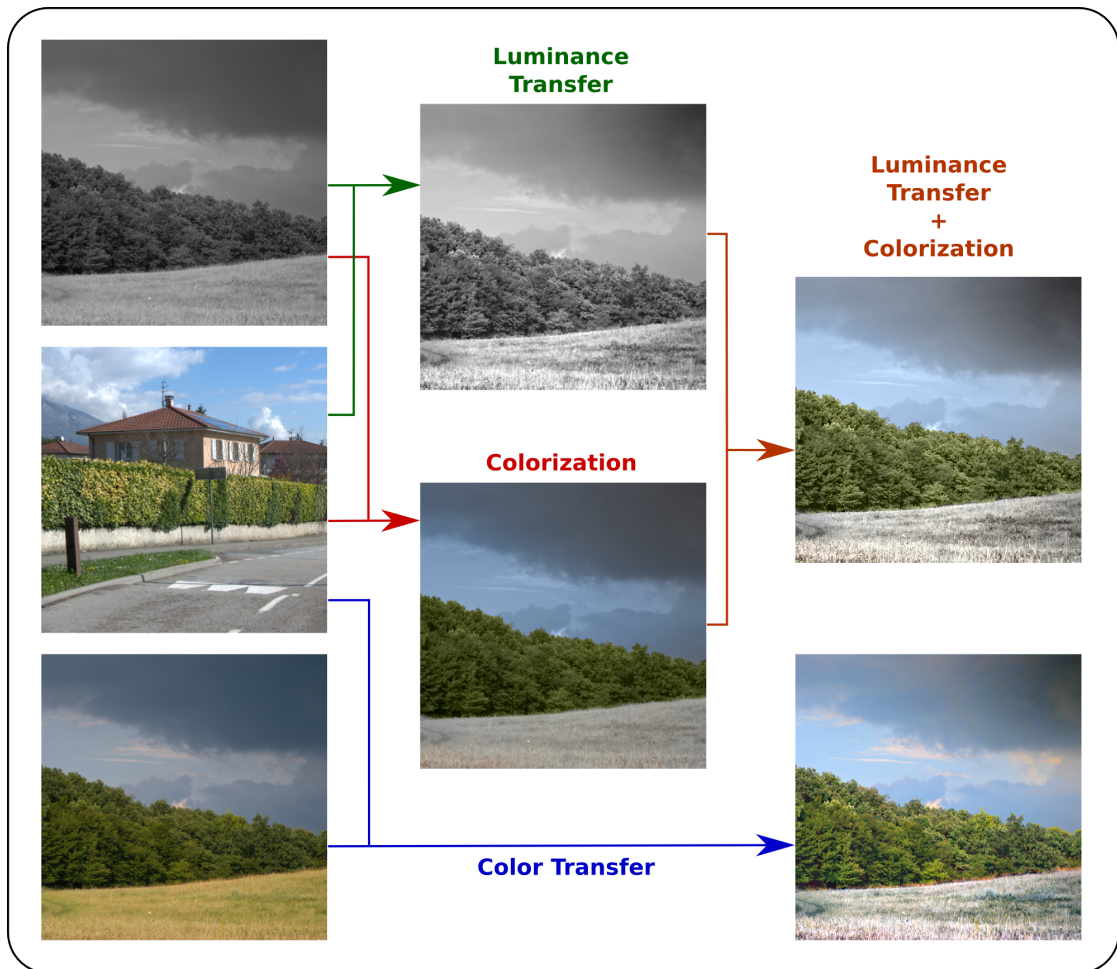 Luminance
Transfer
Luminance
Transfer
+
Colorization
Colorization
Color Transfer